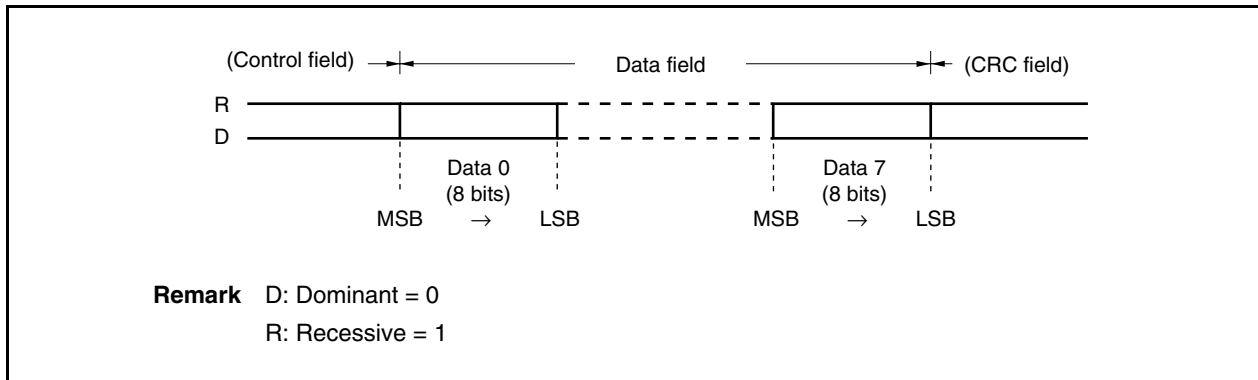 (Control field) Data field (CRC field)
R
D
Data 0 Data 7
(8 bits) (8 bits)
MSB → LSB MSB → LSB
Remark D: Dominant = 0
R: Recessive = 1